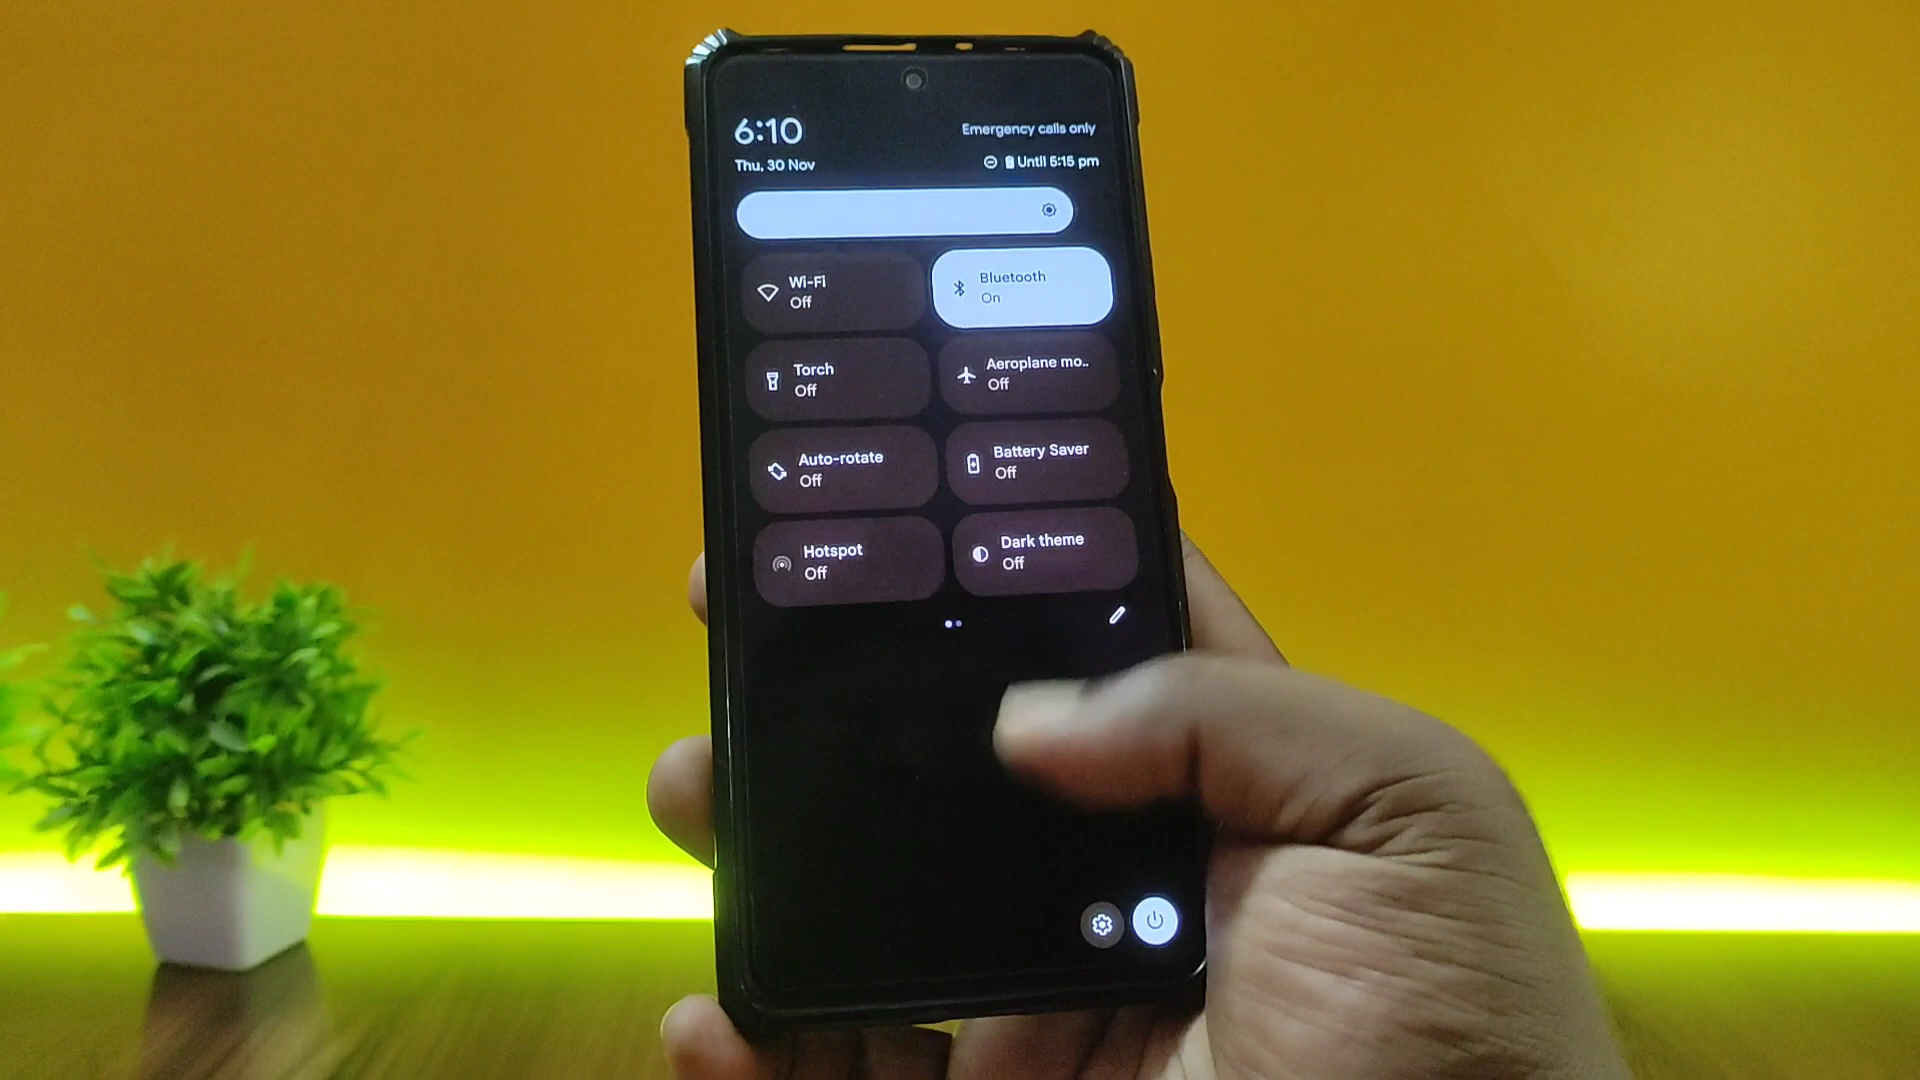 6:10
Emergency calls only
Thu, 30 Nov
Until 5:15 pm
Wi-Fi
Off
Bluetooth
On
Torch
Off
Aeroplane mo..
Off
Auto-rotate
Off
Battery Saver
Off
Hotspot
Off
Dark theme
Off